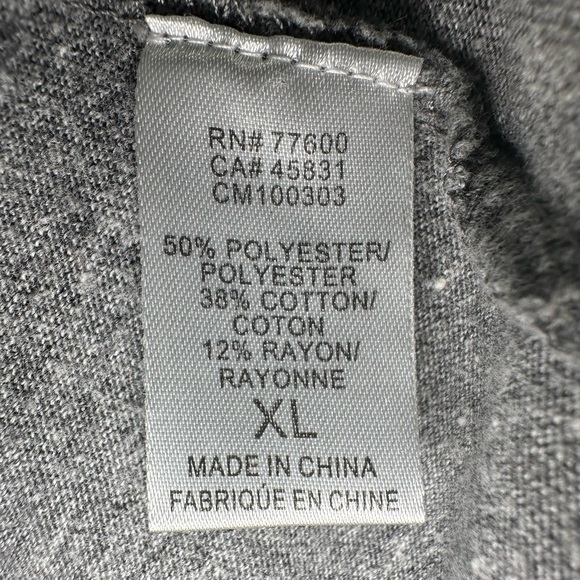 RN# 77600
CA# 45831
CM100303
50% POLYESTER/
POLYESTER
38% COTTON/
COTON
12% RAYON/
RAYONNE
XL
MADE IN CHINA
FABRIQÚE EN CHINE